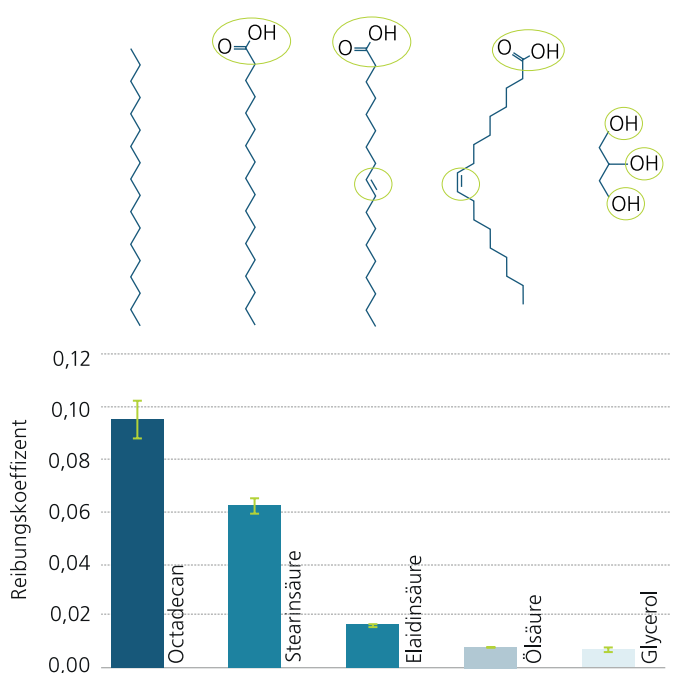 OH
O
OH
O
O
OH
OH
OH
OH
0,12
0,10
0,08
0,06
0,04
0,02
0,00
Reibungskoeffizent
Octadecan
Stearinsäure
Elaidinsäure
Ölsäure
Glycerol